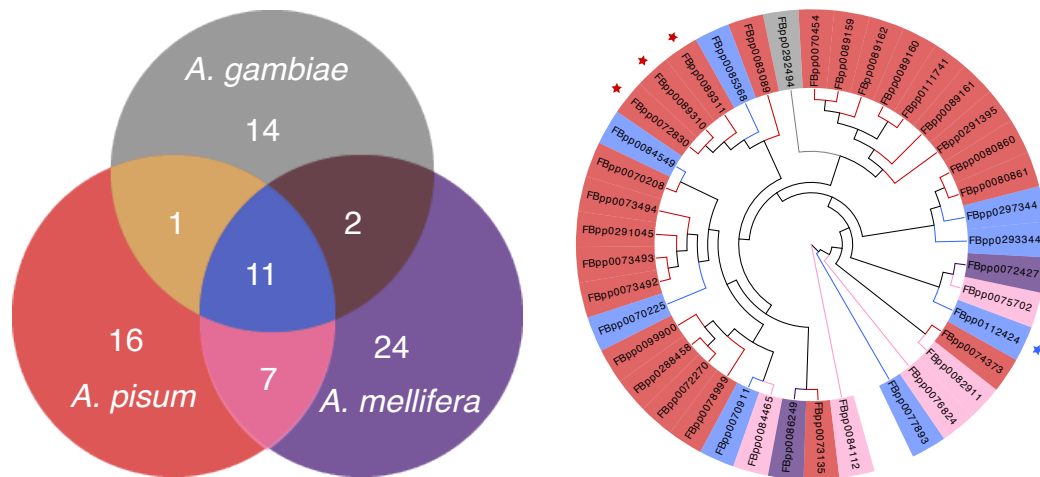 A. gambiae
14
1
2
11
16
24
A. pisum
7
A. mellifera
FBpp0292494
FBpp0070454
FBpp0089159
FBpp0089162
FBpp0089160
FBpp0111741
FBpp0089161
FBpp0291395
FBpp0080860
FBpp0080861
FBpp0297344
FBpp0293344
FBpp0072427
FBpp0075702
FBpp0112424
FBpp0074373
FBpp0082911
FBpp0076824
FBpp0077893
FBpp0084112
FBpp0073135
FBpp0086249
FBpp0084465
FBpp0070911
FBpp0078999
FBpp0072270
FBpp0288458
FBpp0099900
FBpp0070225
FBpp0073492
FBpp0073493
FBpp0291045
FBpp0073494
FBpp0070208
FBpp0084549
FBpp0072830
FBpp0089310
FBpp0089311
FBpp0085368
FBpp0083089